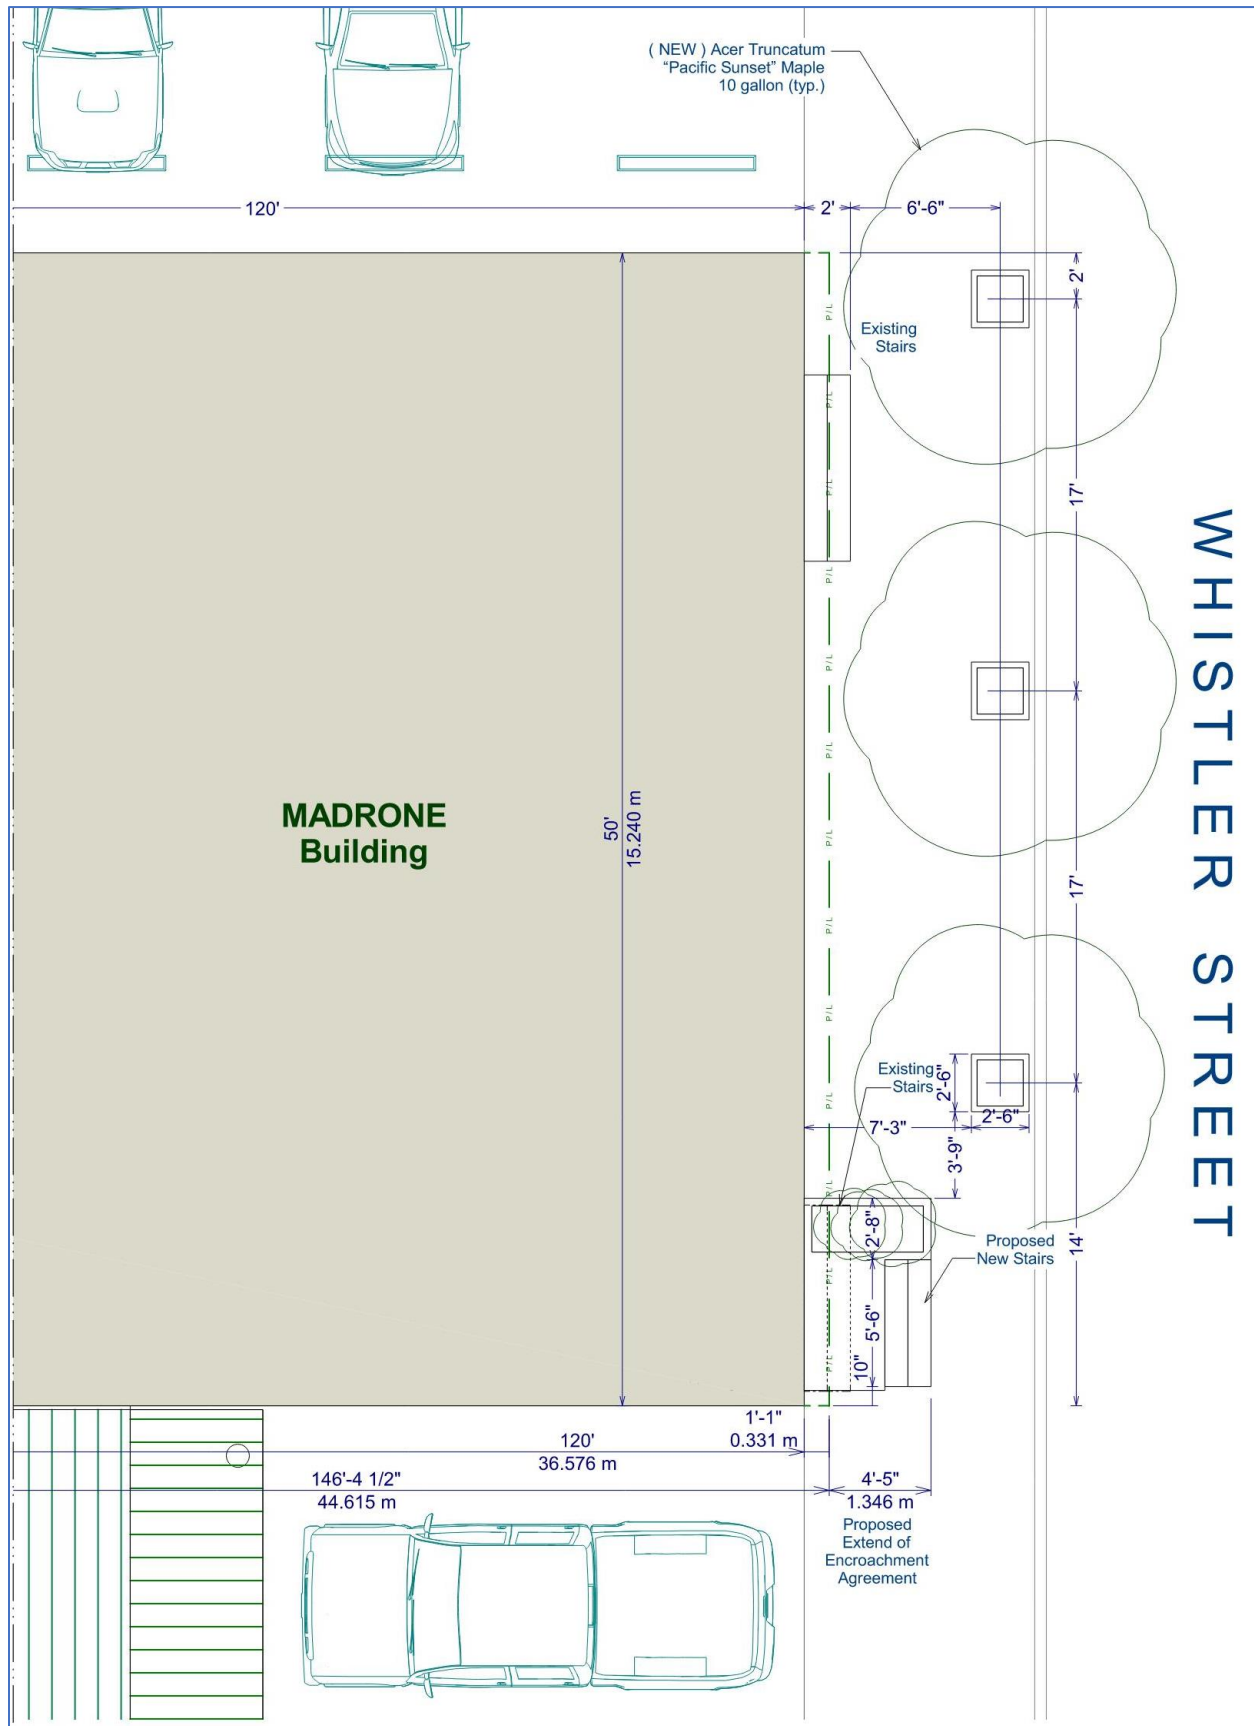 ( NEW ) Acer Truncatum
"Pacific Sunset" Maple
10 gallon (typ.)
120'
2'
6'-6"
2'
P/L
Existing
Stairs
P/L
P/L
17'
P/L
WHISTLER STREET
P/L
P/L
MADRONE
Building
50'
15.240 m
P/L
17'
P/L
P/L
Existing
Stairs
2'-6"
P/L
7'-3"
2'-6"
3'-9"
P/L
2'-8"
Proposed
New Stairs
14'
P/L
5'-6"
P/L
10"
1'-1"
0.331 m
120'
36.576 m
146'-4 1/2"
44.615 m
4'-5"
1.346 m
Proposed
Extend of
Encroachment
Agreement